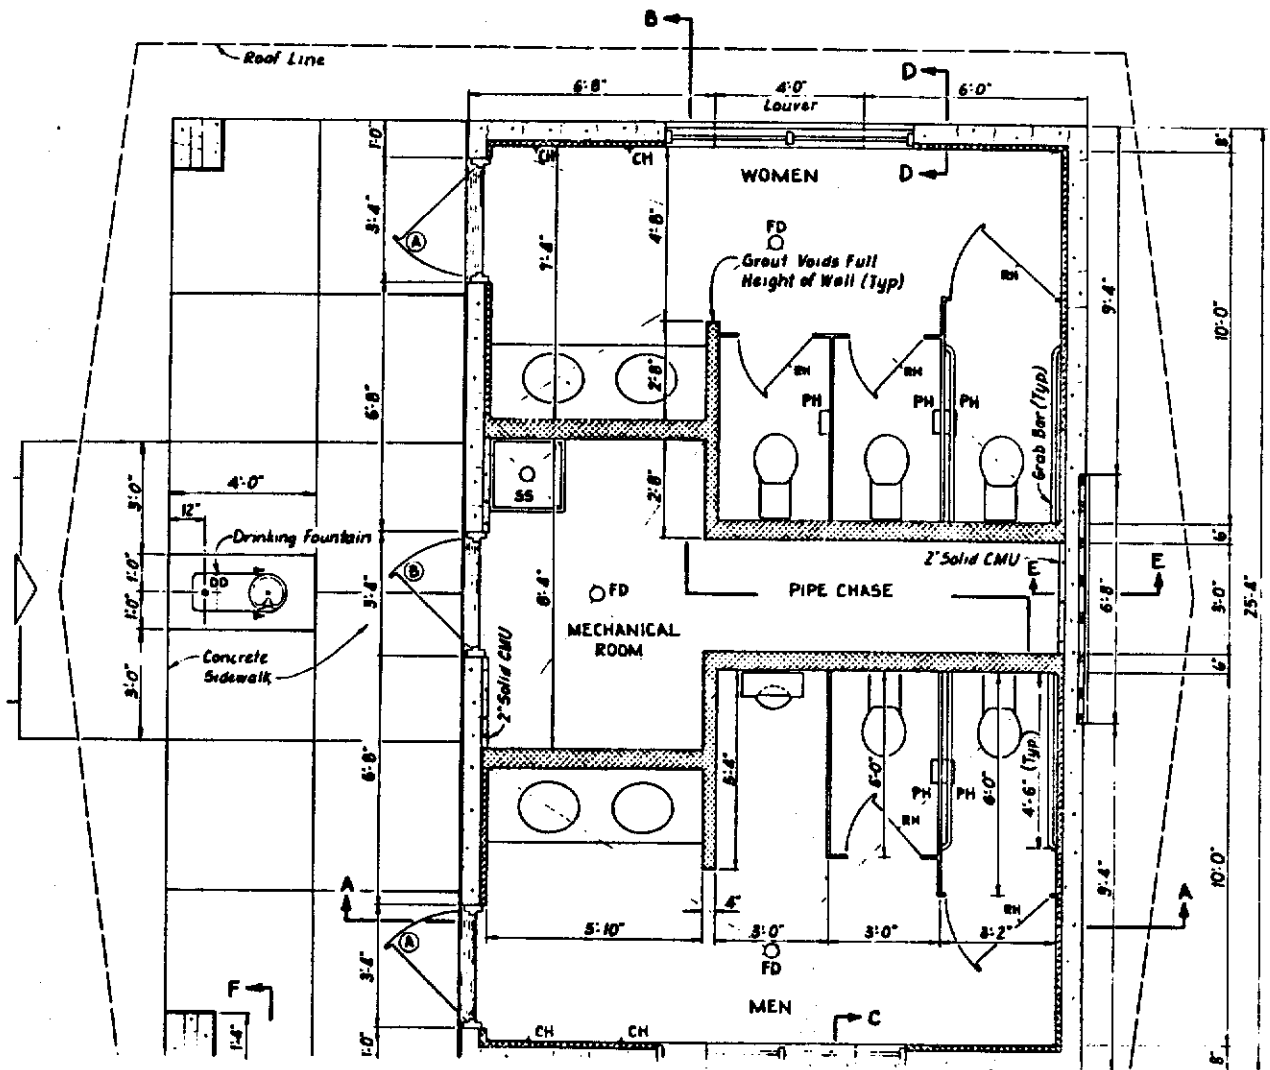 B
Roof Line
D
6'-8"
4'-0"
6'-0"
Louver
1'-0"
CH
CH
WOMEN
D
8"
3'-4"
A
4'-8"
7'-4"
FD
Grout Voids Full
Height of Wall (Typ)
RH
9'-4"
10'-0"
2'-8"
RH
RH
PH
PH
PH
Grab Bar (Typ)
6'-8"
SS
2'-8"
3'-0"
4'-0"
12"
Drinking Fountain
DD
1'-0"
1'-0"
3'-4"
B
8'-4"
FD
MECHANICAL
ROOM
PIPE CHASE
2" Solid CMU
E
E
6"
6'-8"
3'-0"
25'-4"
6"
Concrete
Sidewalk
3'-0"
2" Solid CMU
6'-8"
5'-4"
5'-0"
PH
PH
6'-0"
4'-6" (Typ)
RH
A
4"
5'-10"
3'-0"
3'-0"
3'-2"
RH
9'-4"
10'-0"
A
A
FD
3'-4"
F
MEN
C
1'-4"
1'-0"
CH
CH
8"